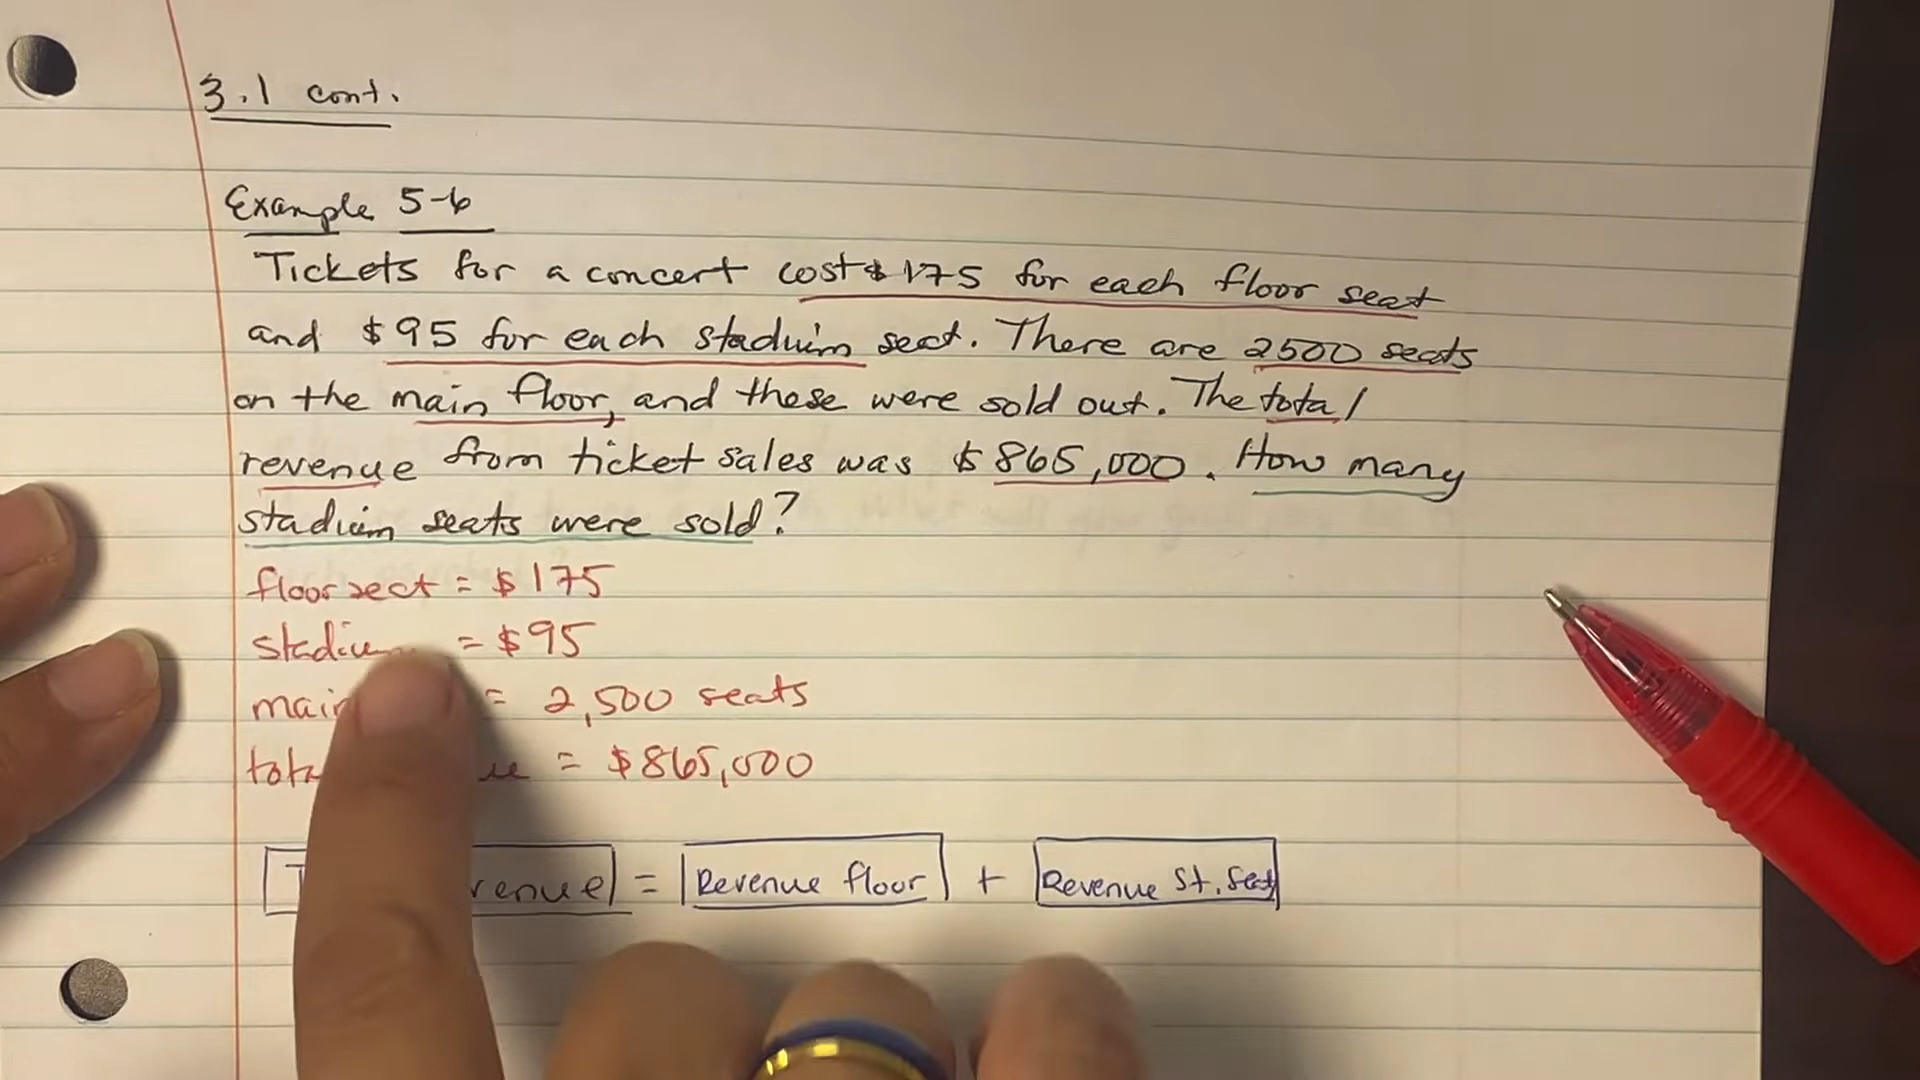 3.1 cont.
Example 5-6
Tickets for a concert cost $175 for each floor seat
and $95 for each stadium seat. There are 2500 seats
on the main floor, and these were sold out. The total
revenue from ticket sales was $865,000. How many
stadium seats were sold?
floor seat = $175
= $95
= 2,500 seats
= $865,000
= Revenue floor + Revenue St. Seat